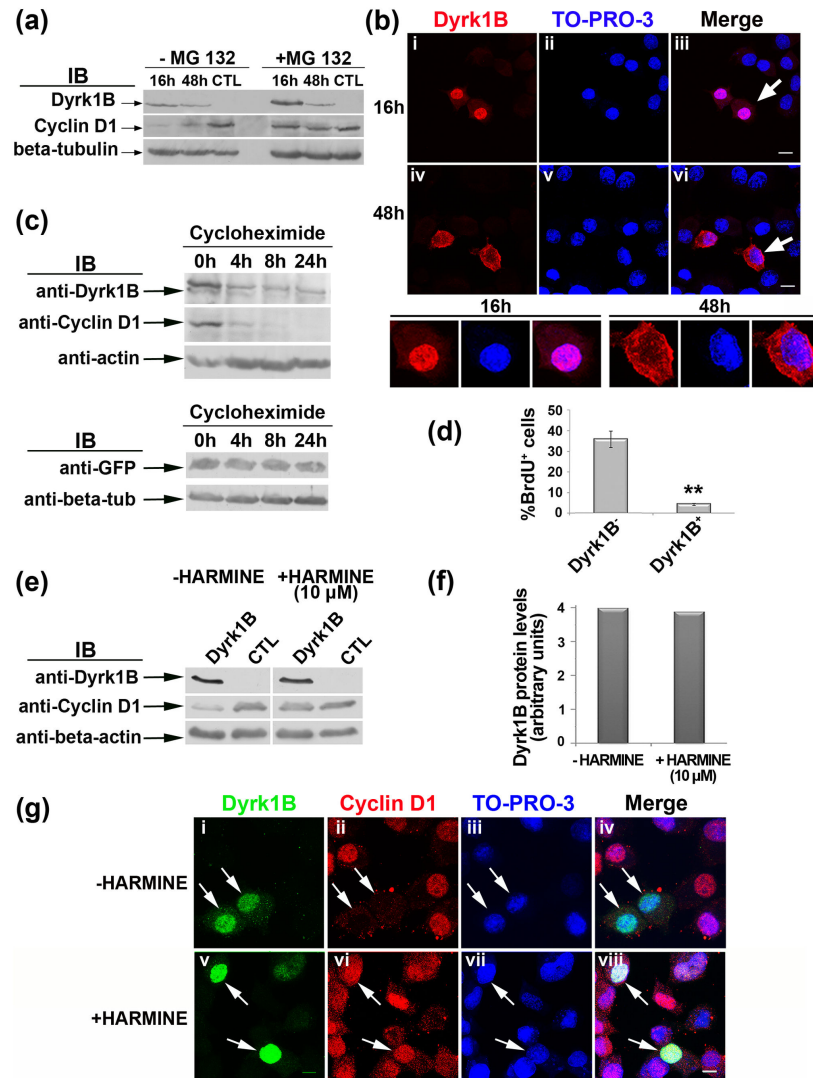 (a)
- MG 132 +MG 132
IB 16h 48h CTL 16h 48h CTL
Dyrk1B
Cyclin D1
beta-tubulin
(b)
Dyrk1B TO-PRO-3 Merge
i ii iii
16h
iv v vi
48h
16h 48h
(c)
Cycloheximide
IB 0h 4h 8h 24h
anti-Dyrk1B
anti-Cyclin D1
anti-actin
Cycloheximide
IB 0h 4h 8h 24h
anti-GFP
anti-beta-tub
(d)
%BrdU⁺ cells
50
40
30
20
10
0
**
Dyrk1B⁻ Dyrk1B⁺
(e)
-HARMINE +HARMINE
(10 µM)
IB Dyrk1B CTL Dyrk1B CTL
anti-Dyrk1B
anti-Cyclin D1
anti-beta-actin
(f)
Dyrk1B protein levels
(arbitrary units)
4
3
2
1
0
- HARMINE + HARMINE
(10 µM)
(g)
Dyrk1B Cyclin D1 TO-PRO-3 Merge
i ii iii iv
-HARMINE
v vi vii viii
+HARMINE